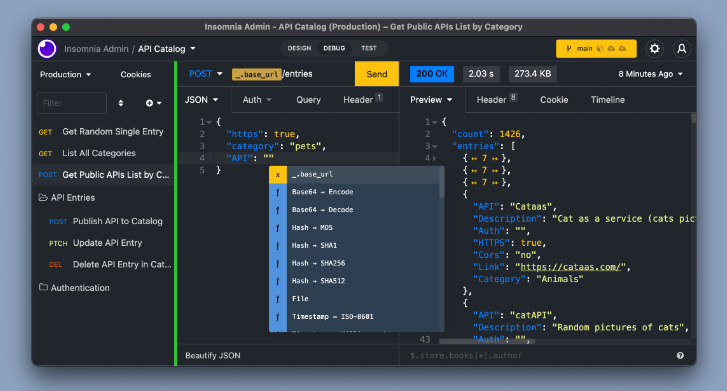 Insomnia Admin - API Catalog (Production) – Get Public APIs List by Category
Insomnia Admin / API Catalog
DESIGN DEBUG TEST
main
Production
Cookies
Filter
GET Get Random Single Entry
GET List All Categories
POST Get Public APIs List by C...
API Entries
POST Publish API to Catalog
PTCH Update API Entry
DEL Delete API Entry in Cat...
Authentication
POST _.base_url /entries Send
JSON Auth Query Header 1
1 {
2 "https": true,
3 "category": "pets",
4 "API": ""
5 }
x _.base_url
ƒ Base64 → Encode
ƒ Base64 → Decode
ƒ Hash → MD5
ƒ Hash → SHA1
ƒ Hash → SHA256
ƒ Hash → SHA512
ƒ File
ƒ Timestamp → ISO-8601
Beautify JSON
200 OK 2.03 s 273.4 KB 8 Minutes Ago
Preview Header 8 Cookie Timeline
1 {
2 "count": 1426,
3 "entries": [
4 { ↔ 7 ↔ },
{ ↔ 7 ↔ },
{ ↔ 7 ↔ },
{
"API": "Cataas",
"Description": "Cat as a service (cats pic
"Auth": "",
"HTTPS": true,
"Cors": "no",
"Link": "https://cataas.com/",
"Category": "Animals"
},
{
"API": "catAPI",
"Description": "Random pictures of cats",
43 "Auth": "",
$.store.books[*].author